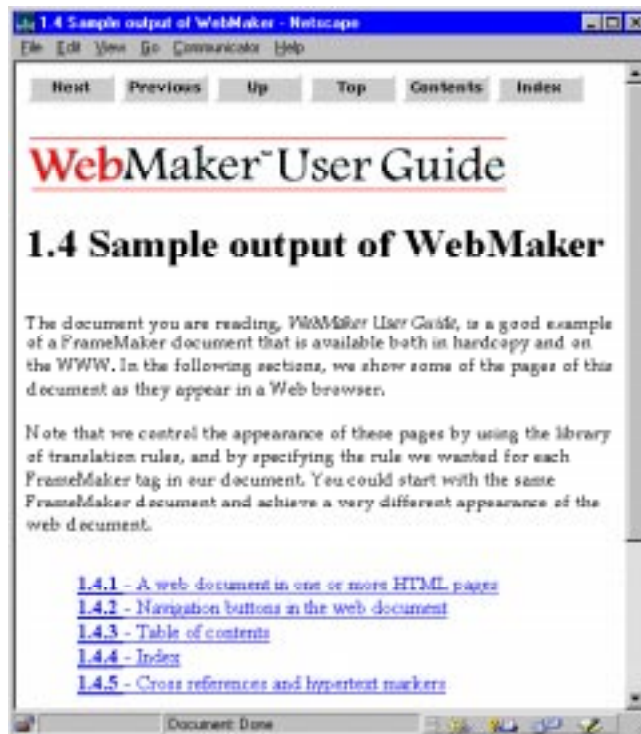 1.4 Sample output of WebMaker - Netscape
File Edit View Go Communicator Help
Next Previous Up Top Contents Index
WebMaker™ User Guide
1.4 Sample output of WebMaker
The document you are reading, WebMaker User Guide, is a good example
of a FrameMaker document that is available both in hardcopy and on
the WWW. In the following sections, we show some of the pages of this
document as they appear in a Web browser.
Note that we control the appearance of these pages by using the library
of translation rules, and by specifying the rule we wanted for each
FrameMaker tag in our document. You could start with the same
FrameMaker document and achieve a very different appearance of the
web document.
1.4.1 - A web document in one or more HTML pages
1.4.2 - Navigation buttons in the web document
1.4.3 - Table of contents
1.4.4 - Index
1.4.5 - Cross references and hypertext markers
Document: Done